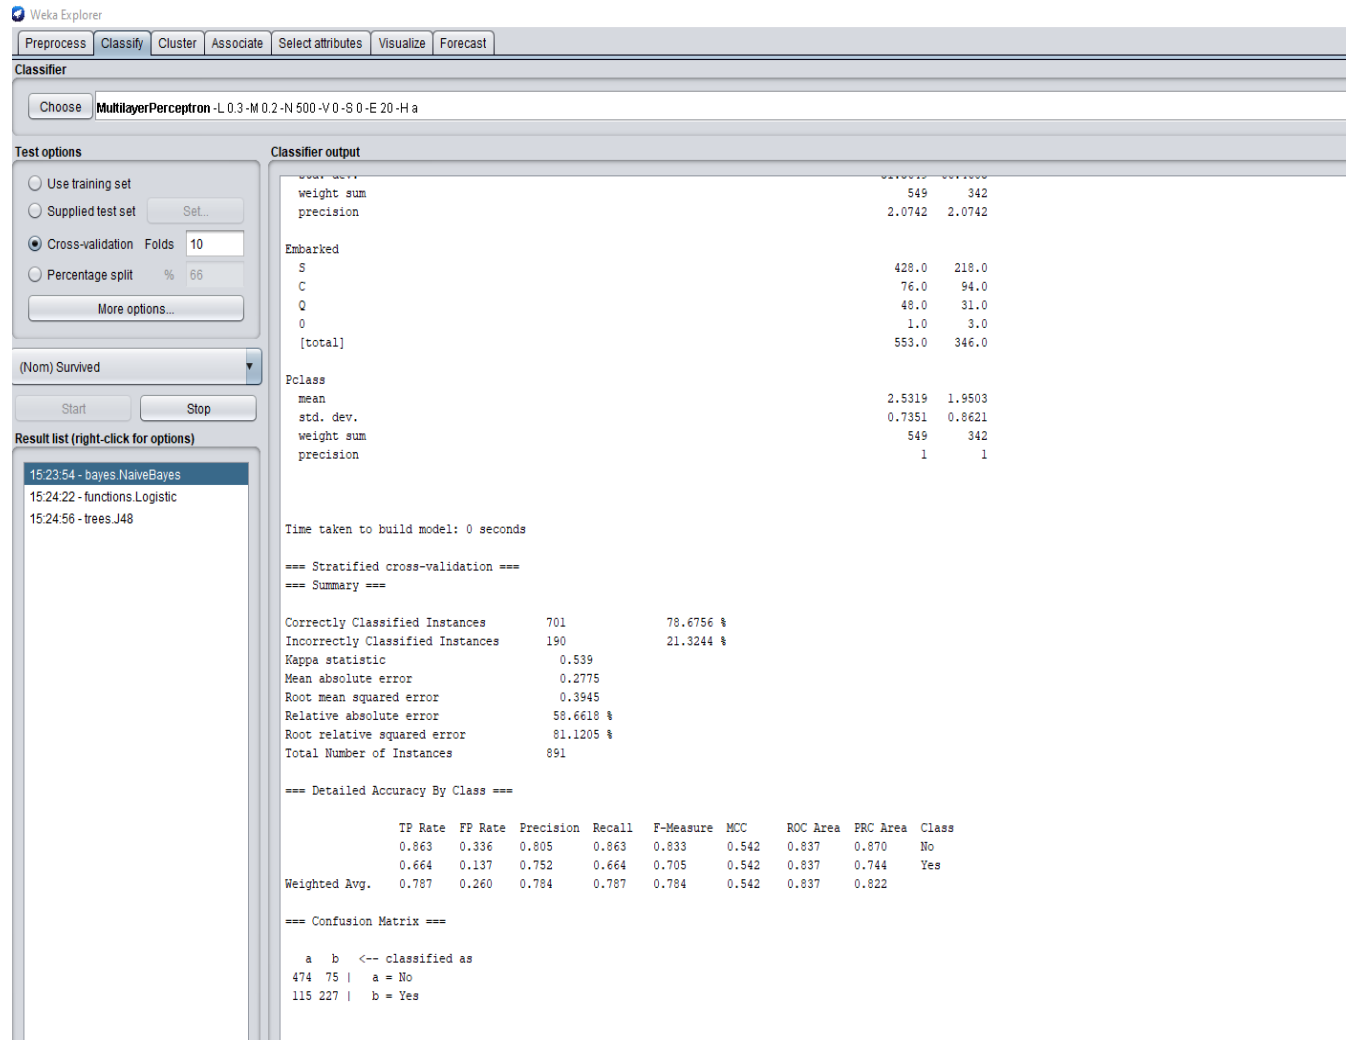 Weka Explorer
Preprocess Classify Cluster Associate Select attributes Visualize Forecast
Classifier
Choose MultilayerPerceptron -L 0.3 -M 0.2 -N 500 -V 0 -S 0 -E 20 -H a
Test options
Use training set
Supplied test set Set...
Cross-validation Folds 10
Percentage split % 66
More options...
(Nom) Survived
Start Stop
Result list (right-click for options)
15:23:54 - bayes.NaiveBayes
15:24:22 - functions.Logistic
15:24:56 - trees.J48
Classifier output
weight sum 549 342
precision 2.0742 2.0742
Embarked
S 428.0 218.0
C 76.0 94.0
Q 48.0 31.0
0 1.0 3.0
[total] 553.0 346.0
Pclass
mean 2.5319 1.9503
std. dev. 0.7351 0.8621
weight sum 549 342
precision 1 1
Time taken to build model: 0 seconds
=== Stratified cross-validation ===
=== Summary ===
Correctly Classified Instances 701 78.6756 %
Incorrectly Classified Instances 190 21.3244 %
Kappa statistic 0.539
Mean absolute error 0.2775
Root mean squared error 0.3945
Relative absolute error 58.6618 %
Root relative squared error 81.1205 %
Total Number of Instances 891
=== Detailed Accuracy By Class ===
TP Rate FP Rate Precision Recall F-Measure MCC ROC Area PRC Area Class
0.863 0.336 0.805 0.863 0.833 0.542 0.837 0.870 No
0.664 0.137 0.752 0.664 0.705 0.542 0.837 0.744 Yes
Weighted Avg. 0.787 0.260 0.784 0.787 0.784 0.542 0.837 0.822
=== Confusion Matrix ===
a b <-- classified as
474 75 | a = No
115 227 | b = Yes